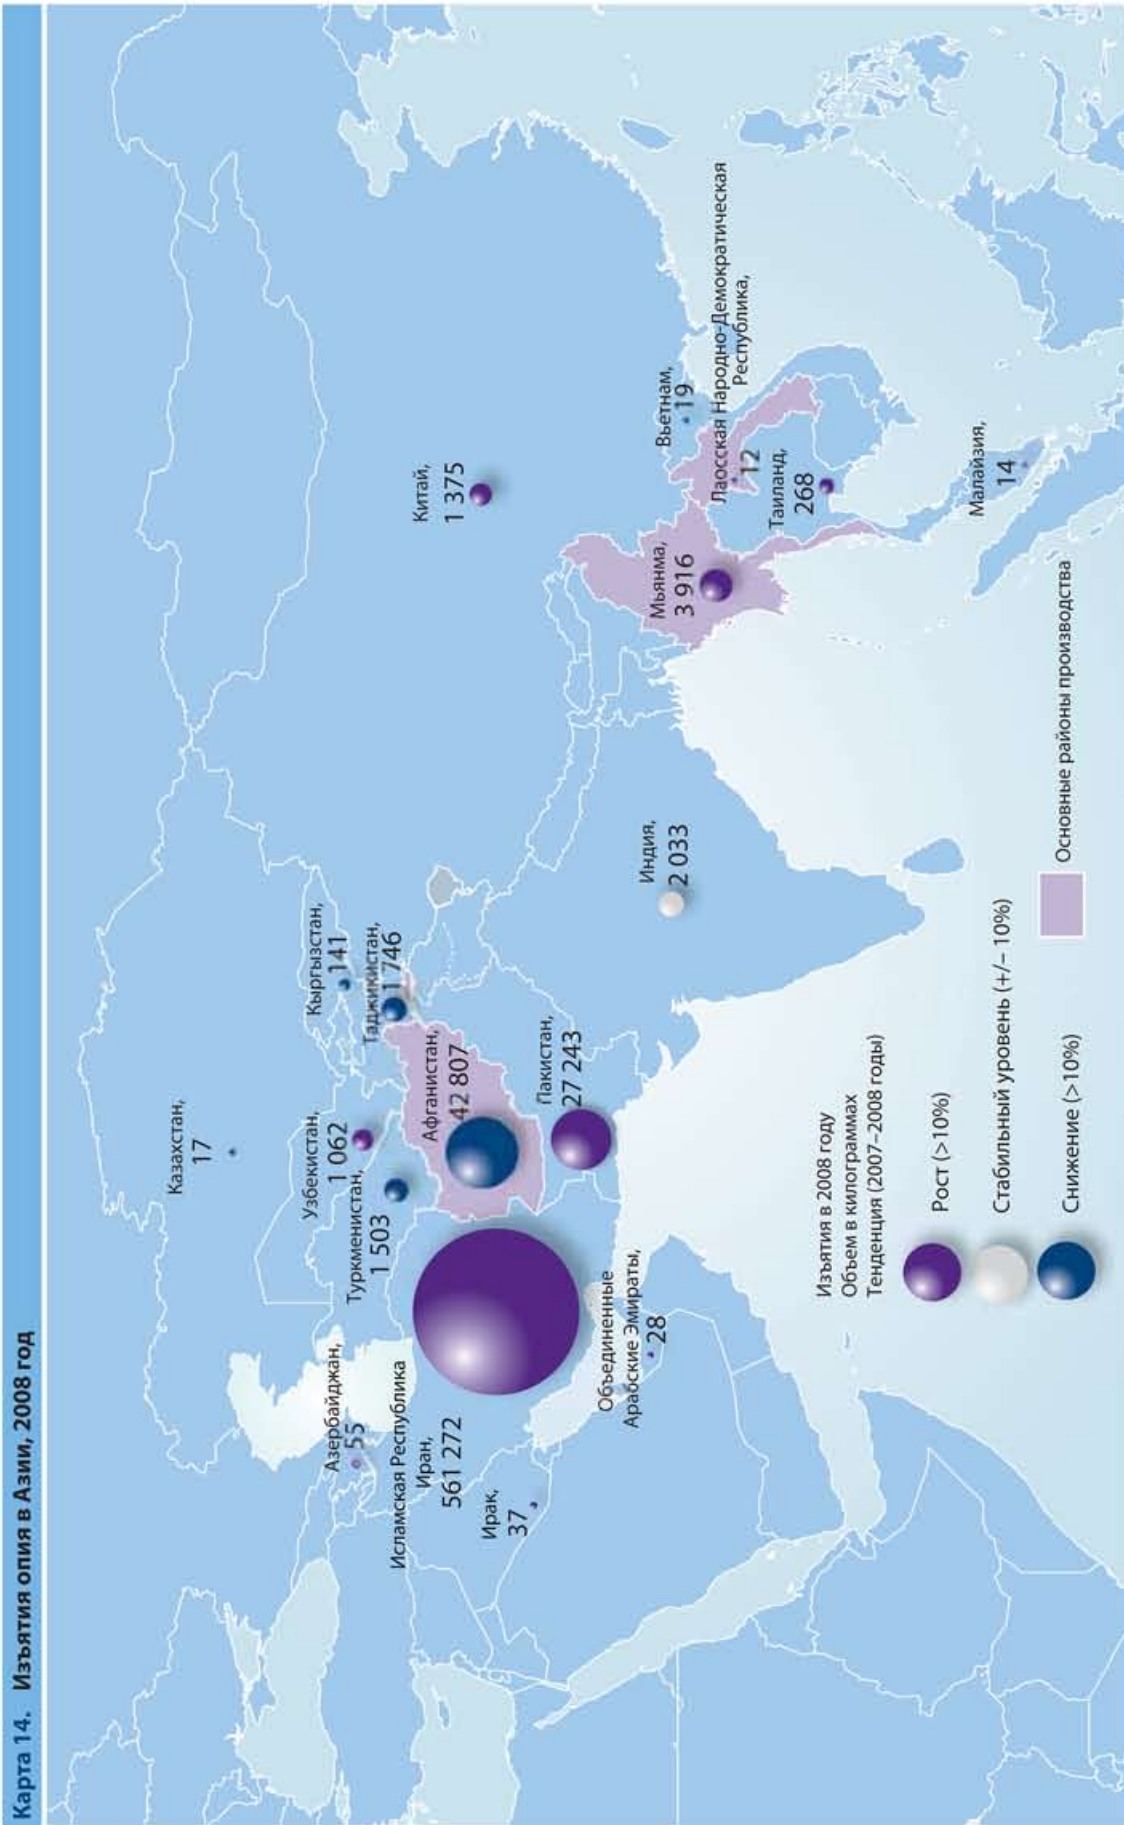 Карта 14. Изъятия опия в Азии, 2008 год
Казахстан,
17
Кыргызстан,
141
Узбекистан,
1 062
Таджикистан,
1 746
Туркменистан,
1 503
Азербайджан,
55
Исламская Республика
Иран,
561 272
Афганистан,
42 807
Китай,
1 375
Ирак,
37
Пакистан,
27 243
Объединенные
Арабские Эмираты,
28
Индия,
2 033
Мьянма,
3 916
Вьетнам,
19
Лаосская Народно-Демократическая
Республика,
12
Таиланд,
268
Малайзия,
14
Изъятия в 2008 году
Объем в килограммах
Тенденция (2007–2008 годы)
Рост (>10%)
Стабильный уровень (+/– 10%)
Снижение (>10%)
Основные районы производства